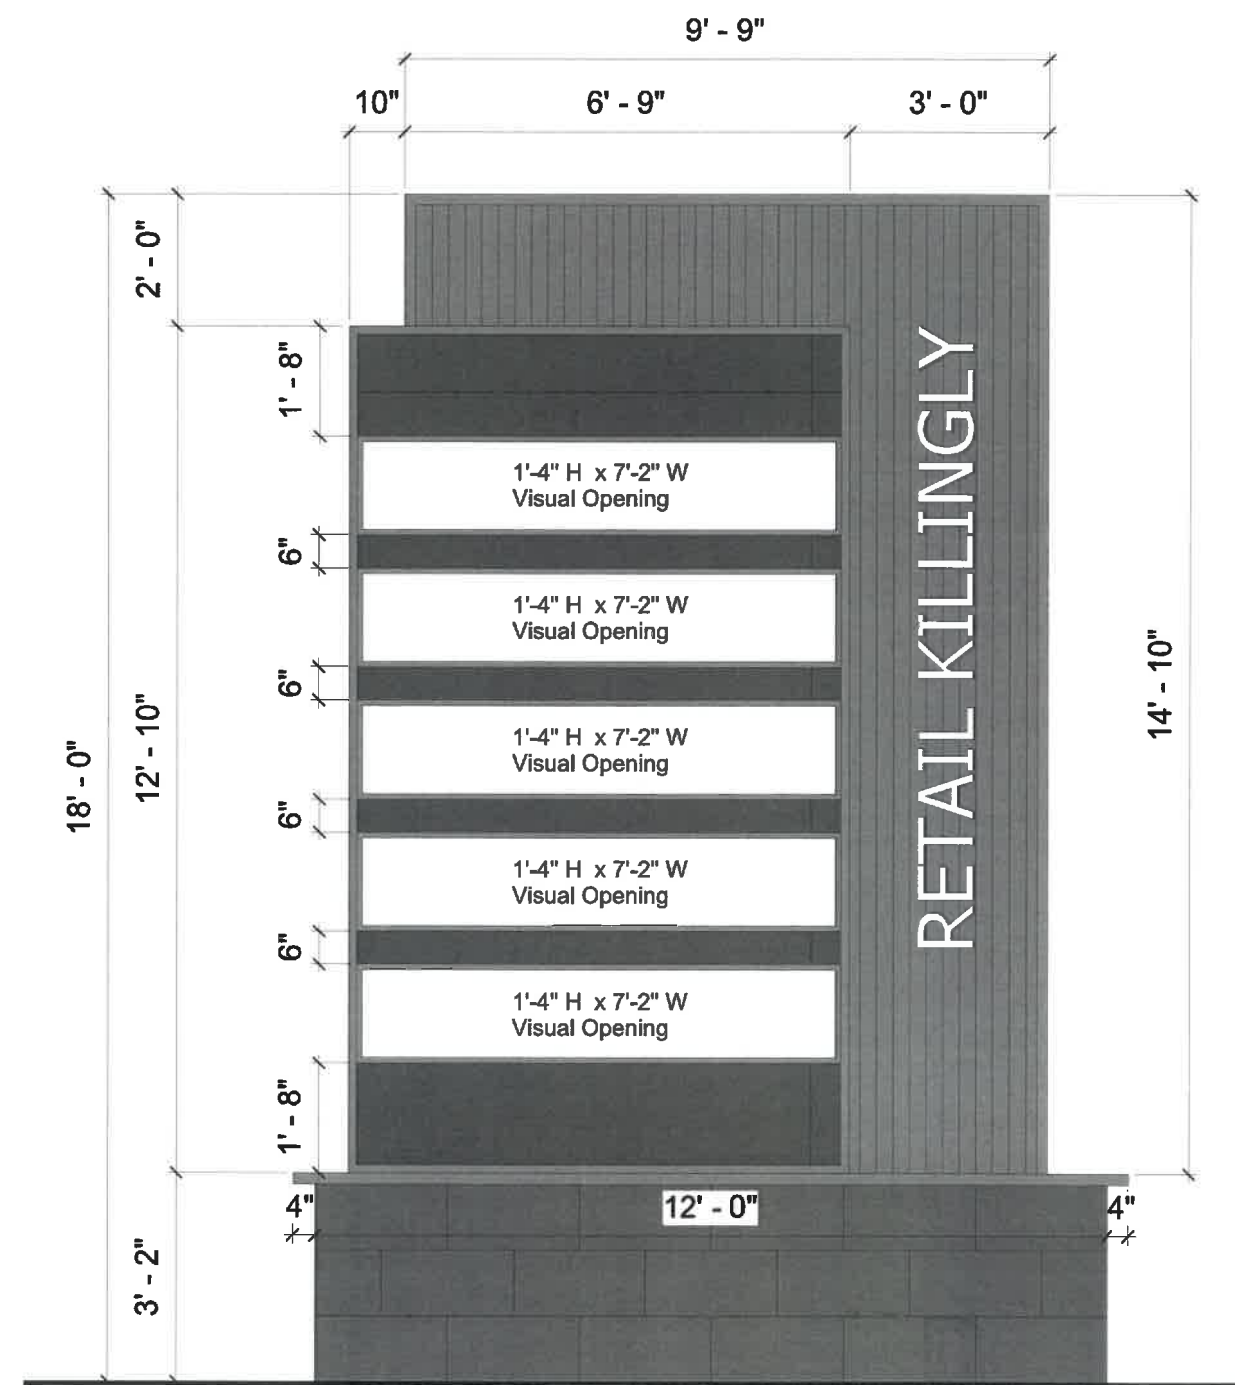 9' - 9"
10" 6' - 9" 3' - 0"
2' - 0"
1' - 8"
1'-4" H x 7'-2" W
Visual Opening
6"
1'-4" H x 7'-2" W
Visual Opening
6"
1'-4" H x 7'-2" W
Visual Opening
6"
1'-4" H x 7'-2" W
Visual Opening
6"
1'-4" H x 7'-2" W
Visual Opening
1' - 8"
RETAIL KILLINGLY
18' - 0"
12' - 10"
14' - 10"
4" 12' - 0" 4"
3' - 2"